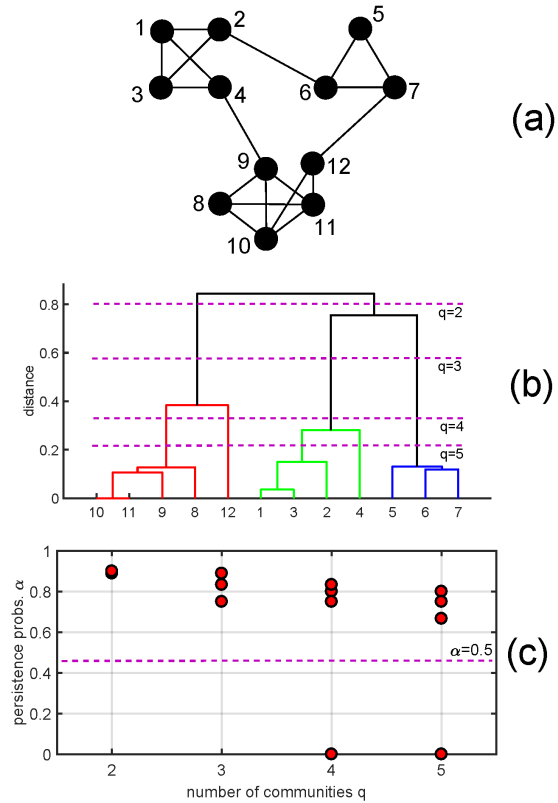 1
2
5
3
4
6
7
(a)
9
12
8
10
11
0.8
q=2
0.6
q=3
distance
(b)
0.4
q=4
0.2
q=5
0
10 11 9 8 12 1 3 2 4 5 6 7
1
0.8
persistence probs. α
0.6
α=0.5
(c)
0.4
0.2
0
2 3 4 5
number of communities q